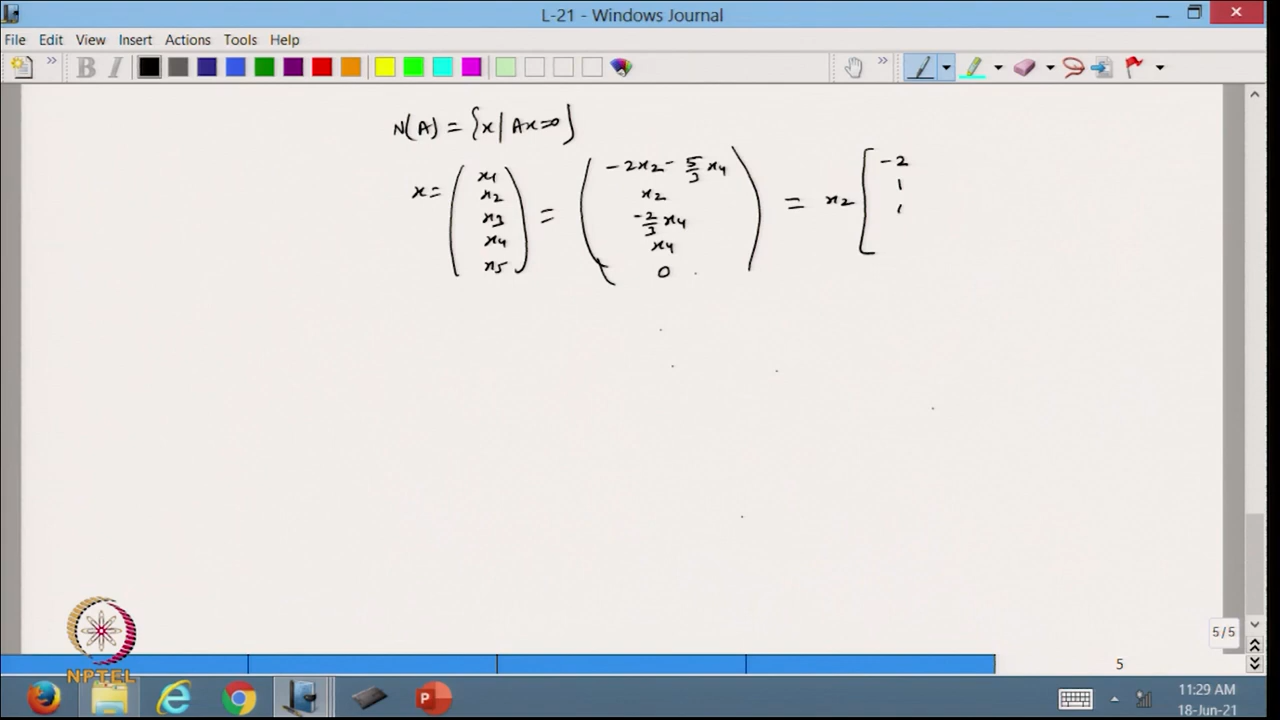 L-21 - Windows Journal
File Edit View Insert Actions Tools Help
N(A) = {x | Ax=0}
x = ( x1 x2 x3 x4 x5 ) = ( -2x2 - 5/3 x4 x2 -2/3 x4 x4 0 ) = x2 [ -2 1
5/5
NPTEL
5
11:29 AM
18-Jun-21